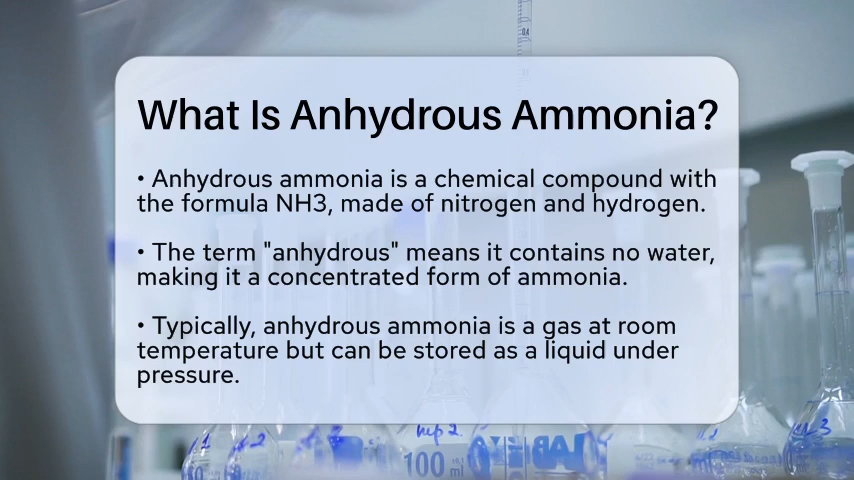 What Is Anhydrous Ammonia?
• Anhydrous ammonia is a chemical compound with
the formula NH3, made of nitrogen and hydrogen.
• The term "anhydrous" means it contains no water,
making it a concentrated form of ammonia.
• Typically, anhydrous ammonia is a gas at room
temperature but can be stored as a liquid under
pressure.
100 ml